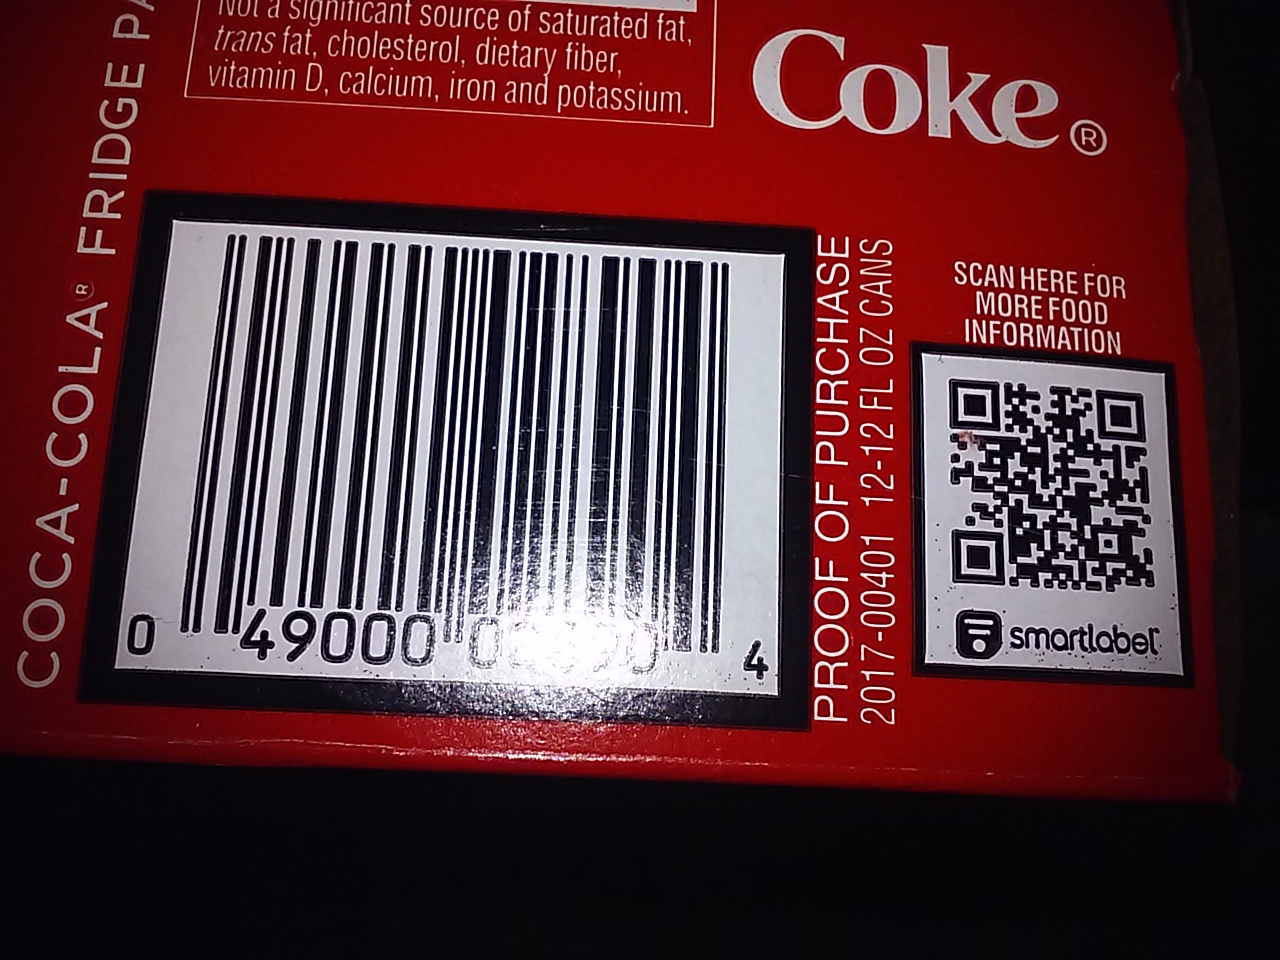 Not a significant source of saturated fat,
trans fat, cholesterol, dietary fiber,
vitamin D, calcium, iron and potassium.
Coke®
COCA-COLA® FRIDGE
0 49000 4
PROOF OF PURCHASE
2017-00401 12-12 FL OZ CANS
SCAN HERE FOR
MORE FOOD
INFORMATION
smartlabel